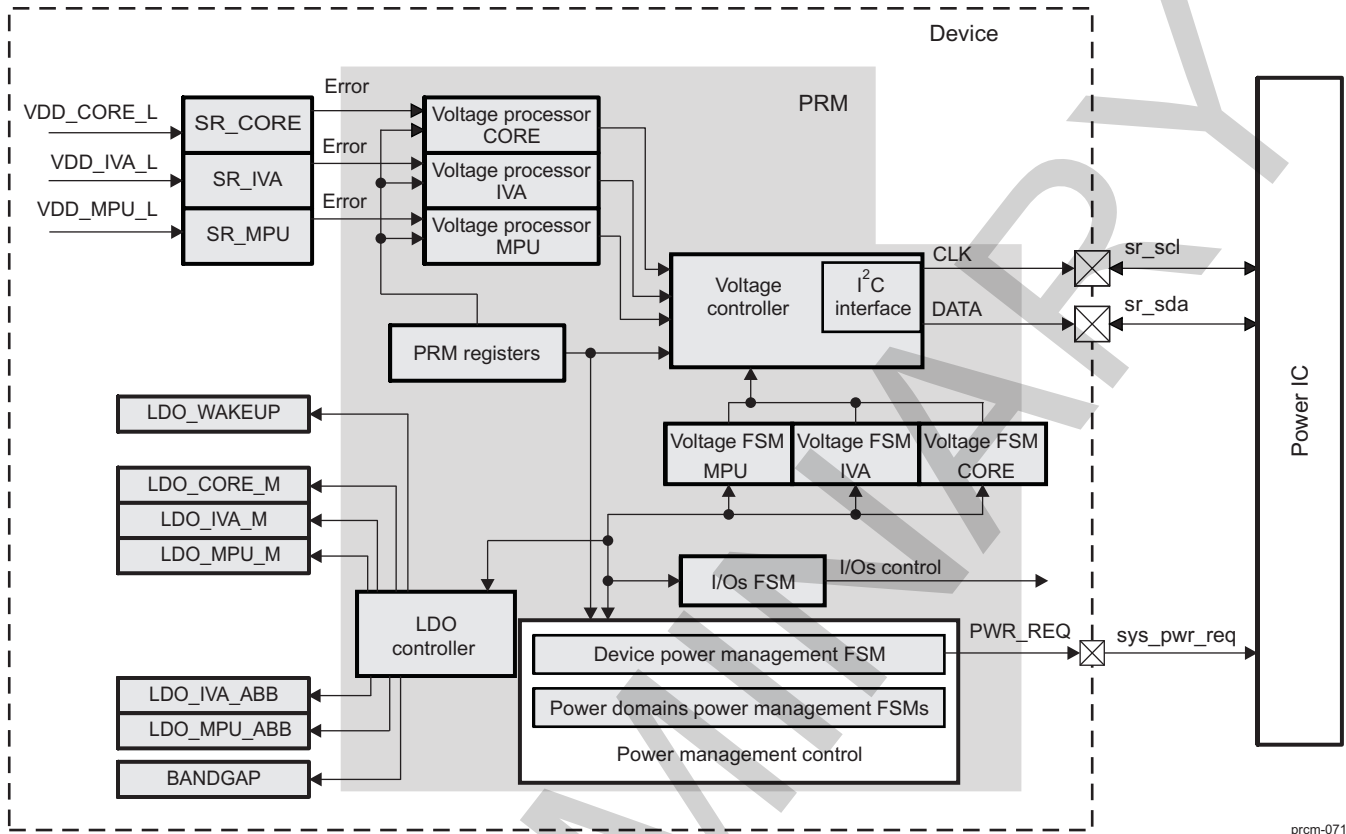 Device
PRM
VDD_CORE_L
VDD_IVA_L
VDD_MPU_L
SR_CORE
SR_IVA
SR_MPU
Error
Error
Error
Voltage processor
CORE
Voltage processor
IVA
Voltage processor
MPU
Voltage
controller
I²C
interface
CLK
DATA
sr_scl
sr_sda
Power IC
PRM registers
Voltage FSM
MPU
Voltage FSM
IVA
Voltage FSM
CORE
LDO_WAKEUP
LDO_CORE_M
LDO_IVA_M
LDO_MPU_M
LDO
controller
I/Os FSM
I/Os control
Device power management FSM
Power domains power management FSMs
Power management control
PWR_REQ
sys_pwr_req
LDO_IVA_ABB
LDO_MPU_ABB
BANDGAP
prcm-071
MINARY